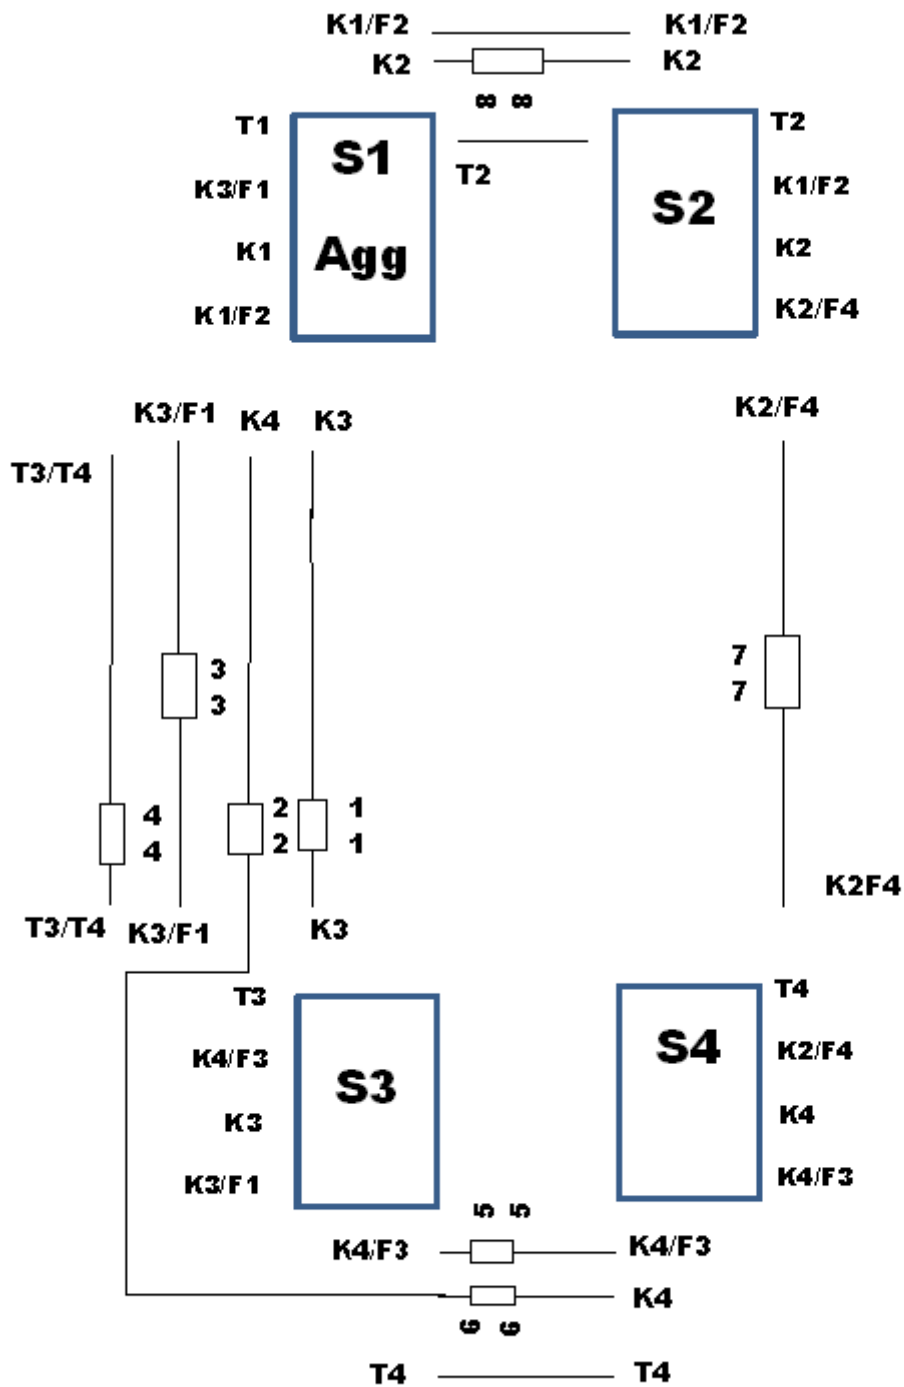 K1/F2 K1/F2
K2 K2
8 8
T1 S1 T2 S2 T2
K3/F1 K1/F2
K1 Agg K2
K1/F2 K2/F4
K3/F1 K4 K3 K2/F4
T3/T4
3 7
3 7
4 2 1
4 2 1
K2F4
T3/T4 K3/F1 K3
T3 T4
K4/F3 S3 S4 K2/F4
K3 K4
K3/F1 K4/F3
5 5
K4/F3 K4/F3
K4
6 6
T4 T4